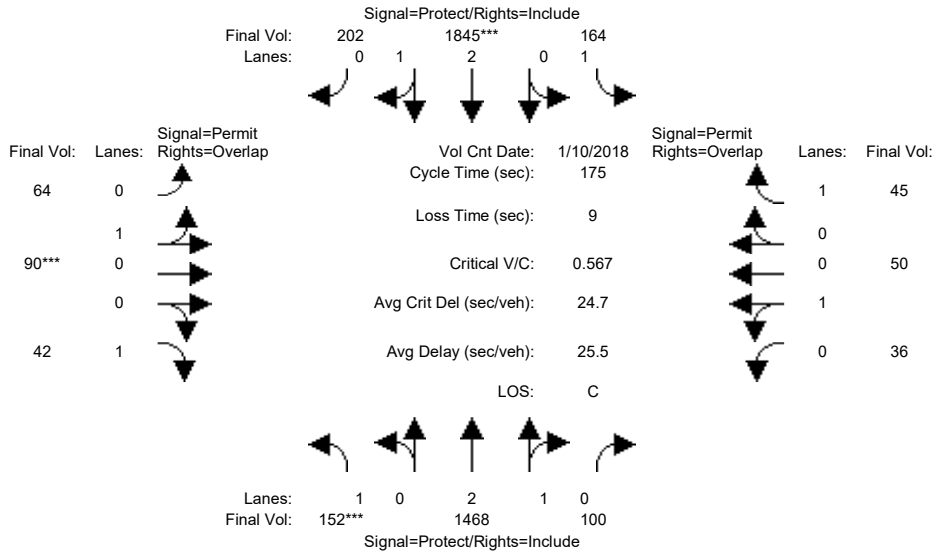 Signal=Protect/Rights=Include
Final Vol: 202 1845*** 164
Lanes: 0 1 2 0 1
Signal=Permit Signal=Permit
Final Vol: Lanes: Rights=Overlap Vol Cnt Date: 1/10/2018 Rights=Overlap Lanes: Final Vol:
Cycle Time (sec): 175
64 0 1 45
Loss Time (sec): 9
1 0
90*** 0 Critical V/C: 0.567 0 50
0 Avg Crit Del (sec/veh): 24.7 1
42 1 Avg Delay (sec/veh): 25.5 0 36
LOS: C
Lanes: 1 0 2 1 0
Final Vol: 152*** 1468 100
Signal=Protect/Rights=Include